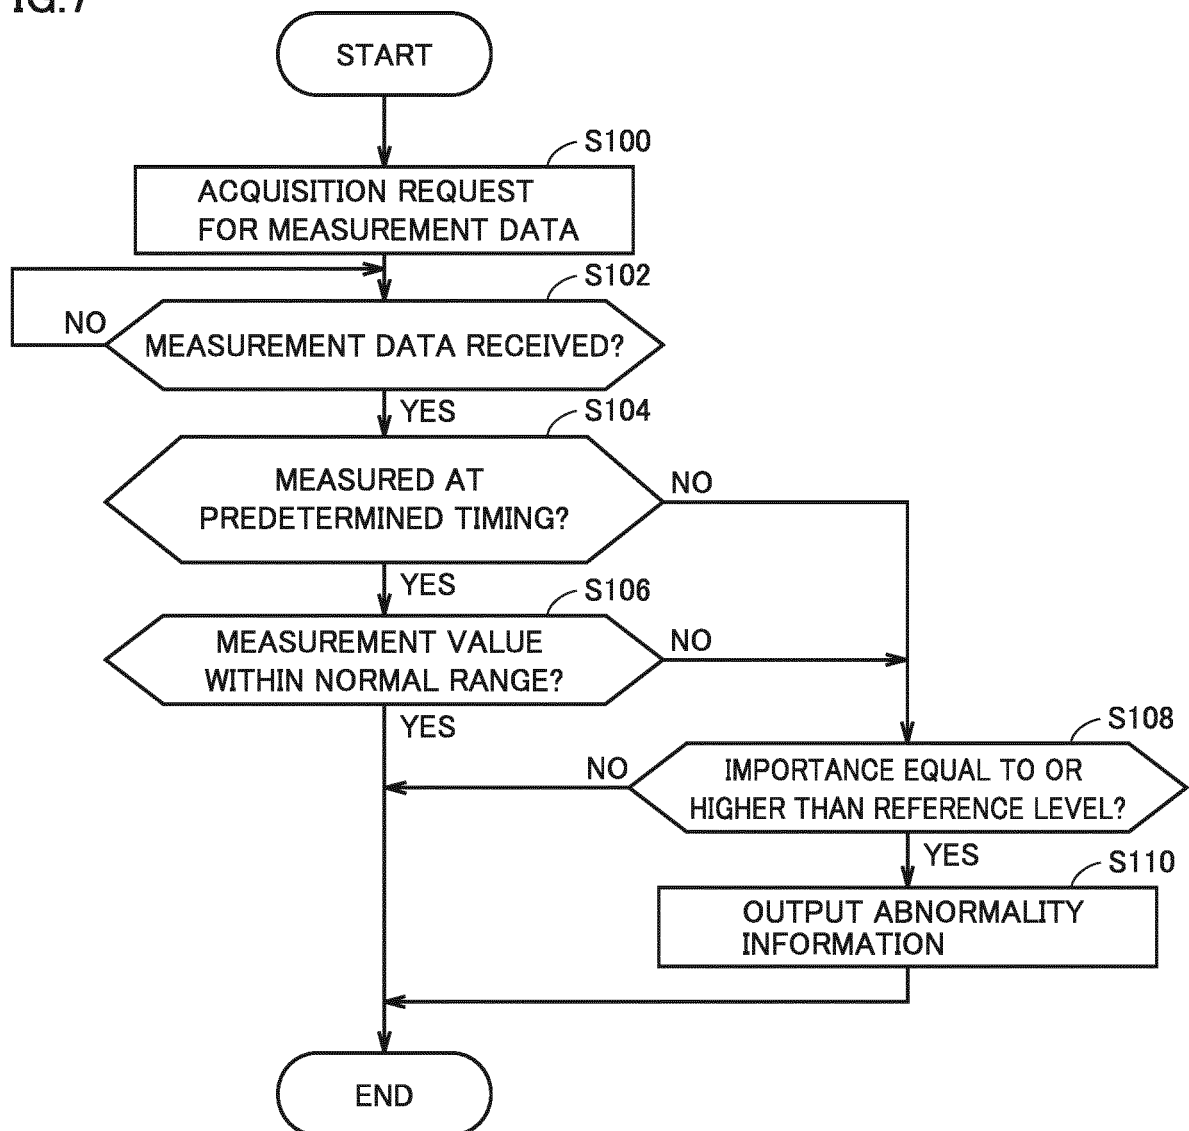 START
S100
ACQUISITION REQUEST
FOR MEASUREMENT DATA
S102
NO
MEASUREMENT DATA RECEIVED?
YES
S104
MEASURED AT
PREDETERMINED TIMING?
NO
YES
S106
MEASUREMENT VALUE
WITHIN NORMAL RANGE?
NO
YES
S108
NO
IMPORTANCE EQUAL TO OR
HIGHER THAN REFERENCE LEVEL?
YES
S110
OUTPUT ABNORMALITY
INFORMATION
END